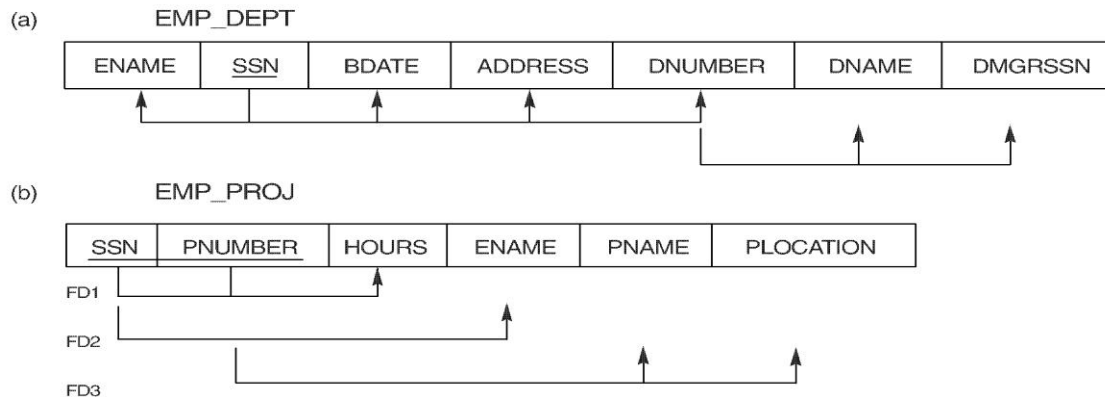 (a) EMP_DEPT
ENAME SSN BDATE ADDRESS DNUMBER DNAME DMGRSSN
(b) EMP_PROJ
SSN PNUMBER HOURS ENAME PNAME PLOCATION
FD1
FD2
FD3